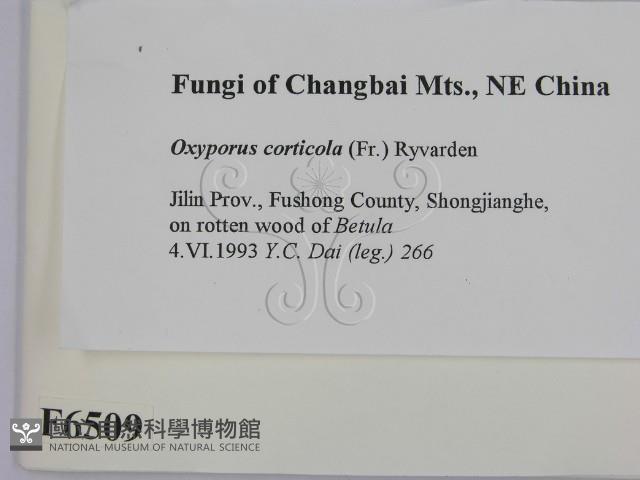 Fungi of Changbai Mts., NE China
Oxyporus corticola (Fr.) Ryvarden
Jilin Prov., Fushong County, Shongjianghe,
on rotten wood of Betula
4.VI.1993 Y.C. Dai (leg.) 266
F6509
國立自然科學博物館
NATIONAL MUSEUM OF NATURAL SCIENCE